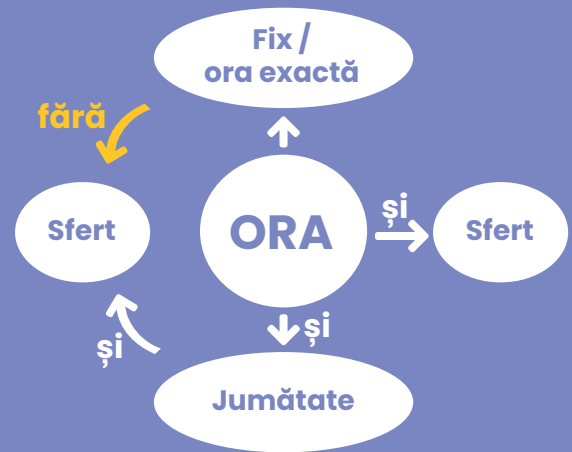 Fix /
ora exactă
fără
Sfert
ORA
și
Sfert
și
și
Jumătate